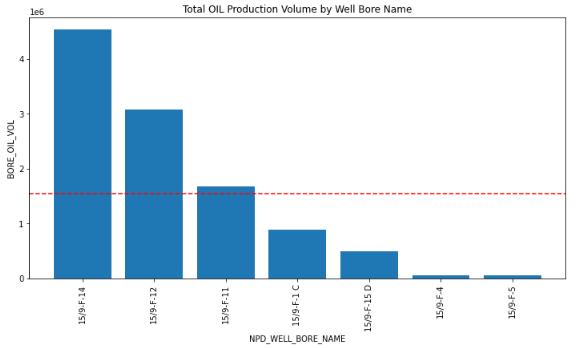 Total OIL Production Volume by Well Bore Name
1e6
4
3
2
1
0
BORE_OIL_VOL
15/9-F-14
15/9-F-12
15/9-F-11
15/9-F-1 C
15/9-F-15 D
15/9-F-4
15/9-F-5
NPD_WELL_BORE_NAME